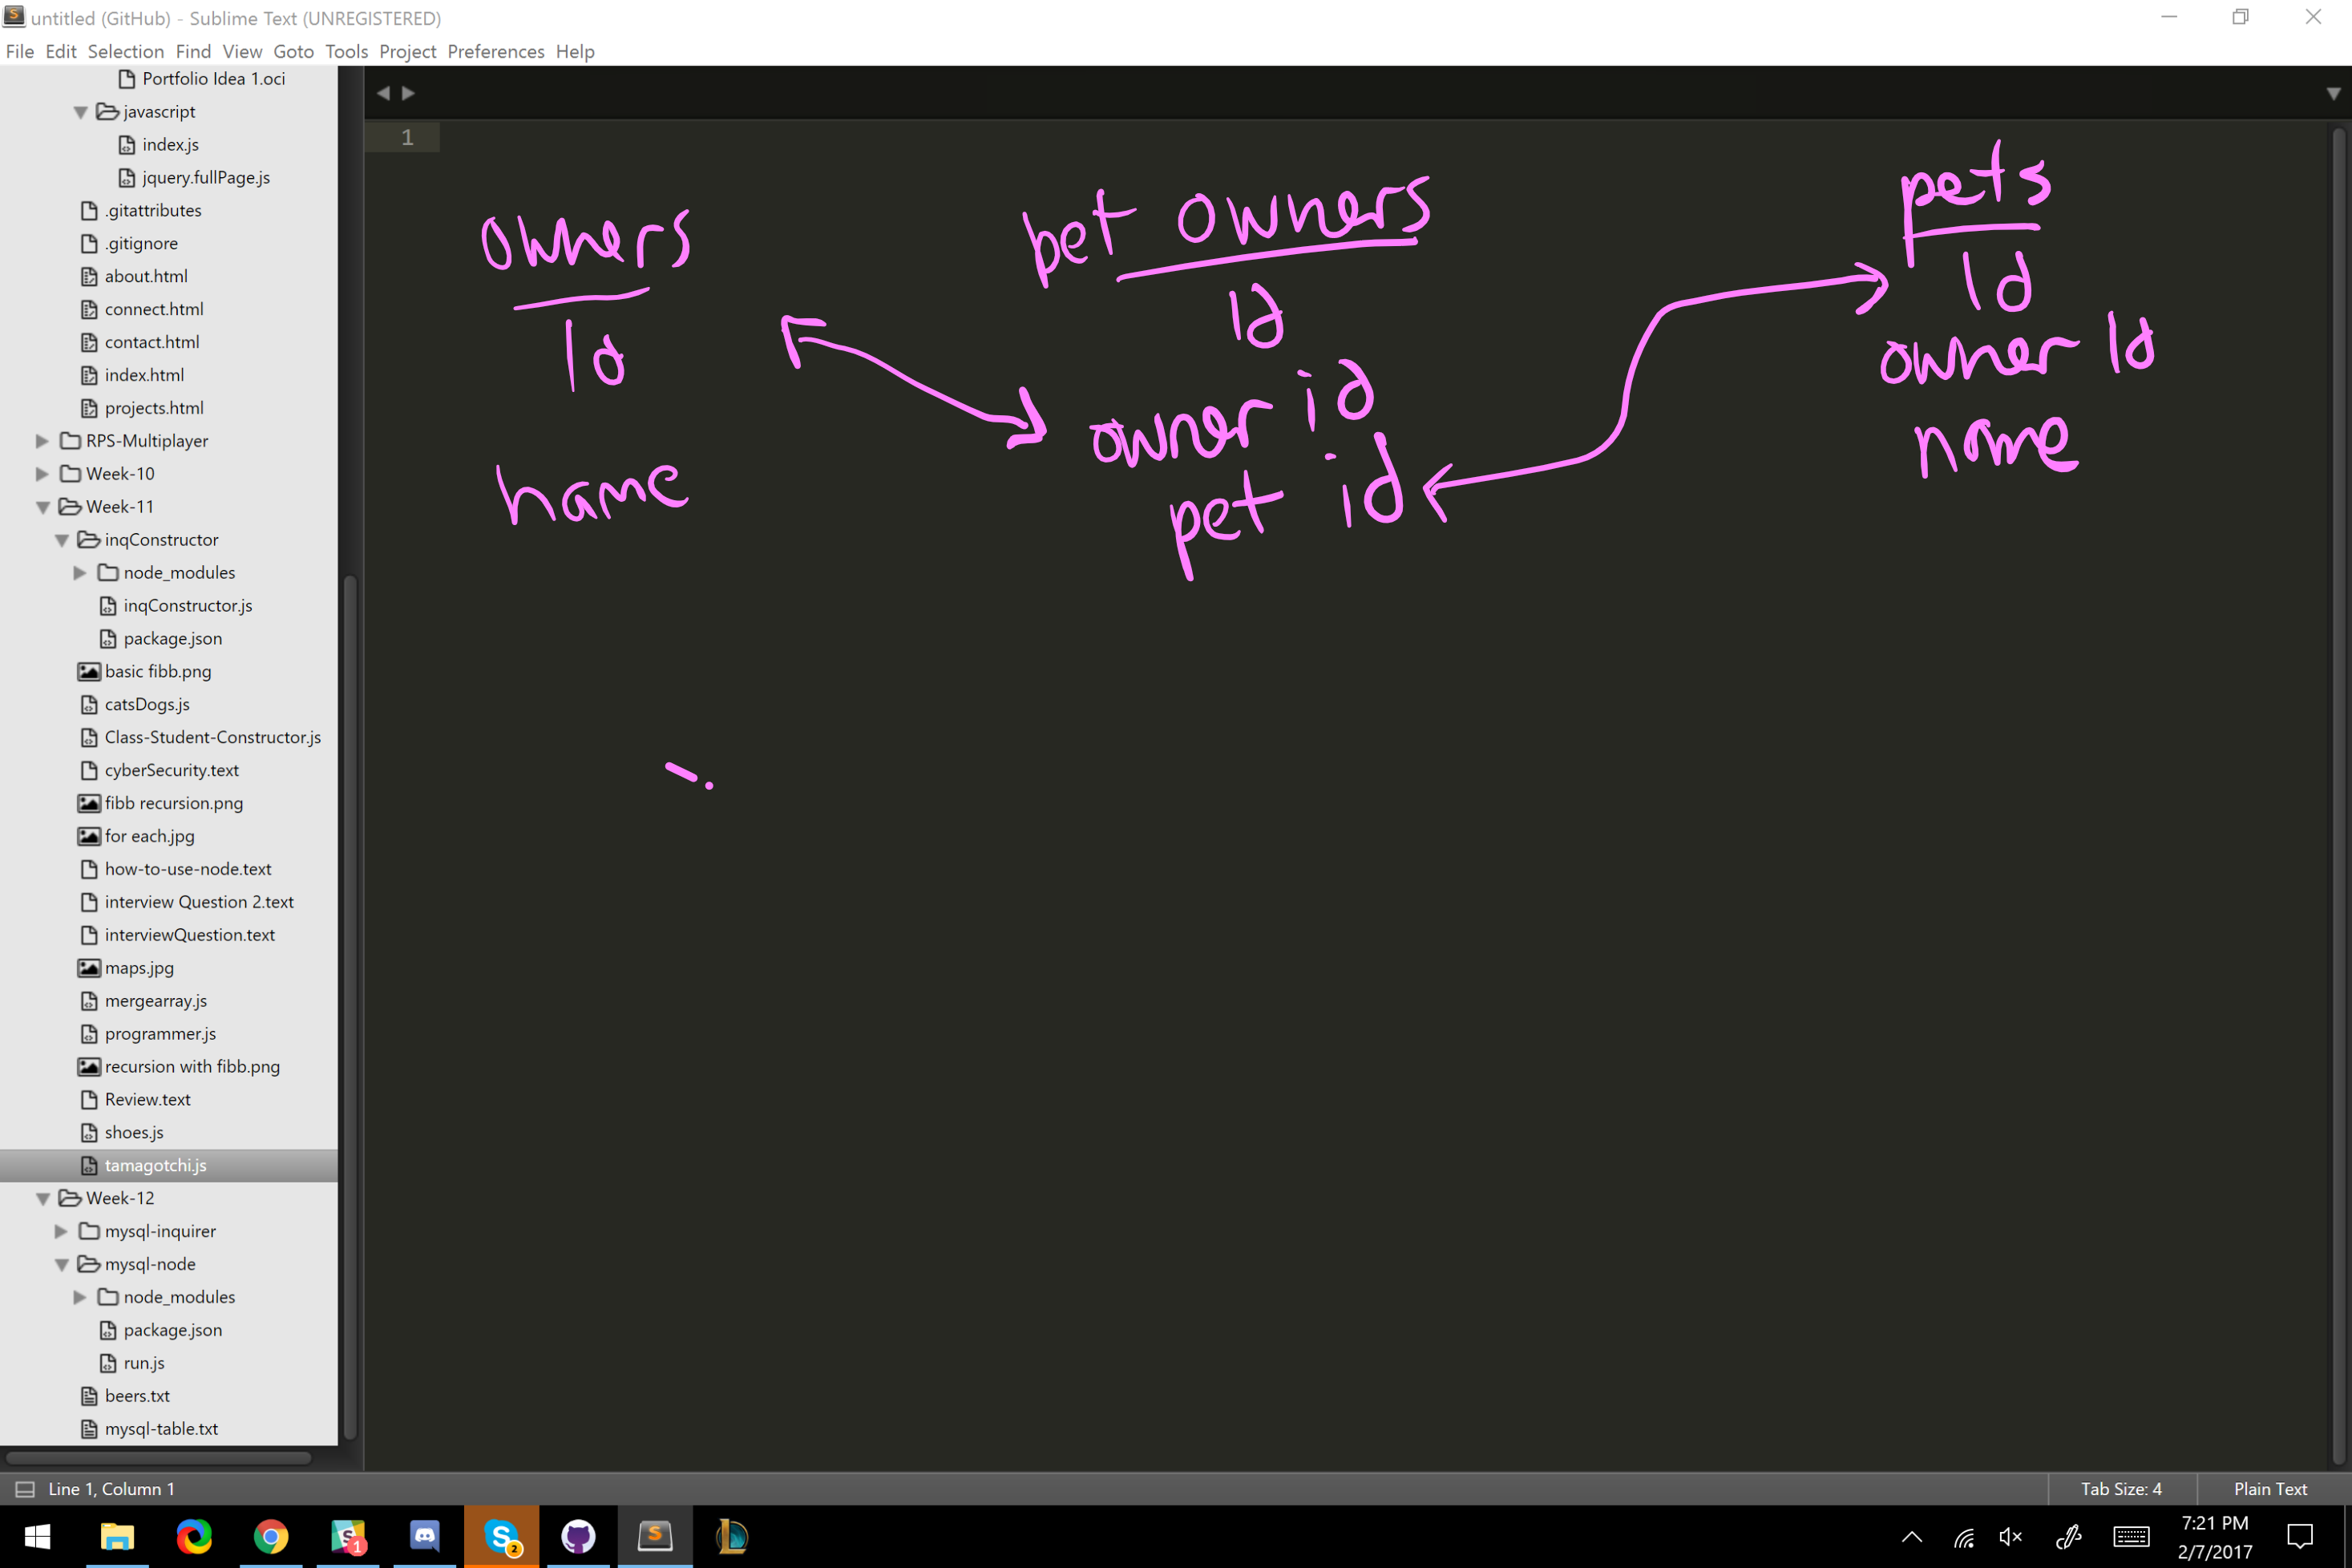 untitled (GitHub) - Sublime Text (UNREGISTERED)
File Edit Selection Find View Goto Tools Project Preferences Help
Portfolio Idea 1.oci
javascript
index.js
jquery.fullPage.js
.gitattributes
.gitignore
about.html
connect.html
contact.html
index.html
projects.html
RPS-Multiplayer
Week-10
Week-11
inqConstructor
node_modules
inqConstructor.js
package.json
basic fibb.png
catsDogs.js
Class-Student-Constructor.js
cyberSecurity.text
fibb recursion.png
for each.jpg
how-to-use-node.text
interview Question 2.text
interviewQuestion.text
maps.jpg
mergearray.js
programmer.js
recursion with fibb.png
Review.text
shoes.js
tamagotchi.js
Week-12
mysql-inquirer
mysql-node
node_modules
package.json
run.js
beers.txt
mysql-table.txt
1
owners
Id
name
pet owners
Id
owner id
pet id
pets
Id
owner Id
name
Line 1, Column 1
Tab Size: 4
Plain Text
1
2
7:21 PM
2/7/2017